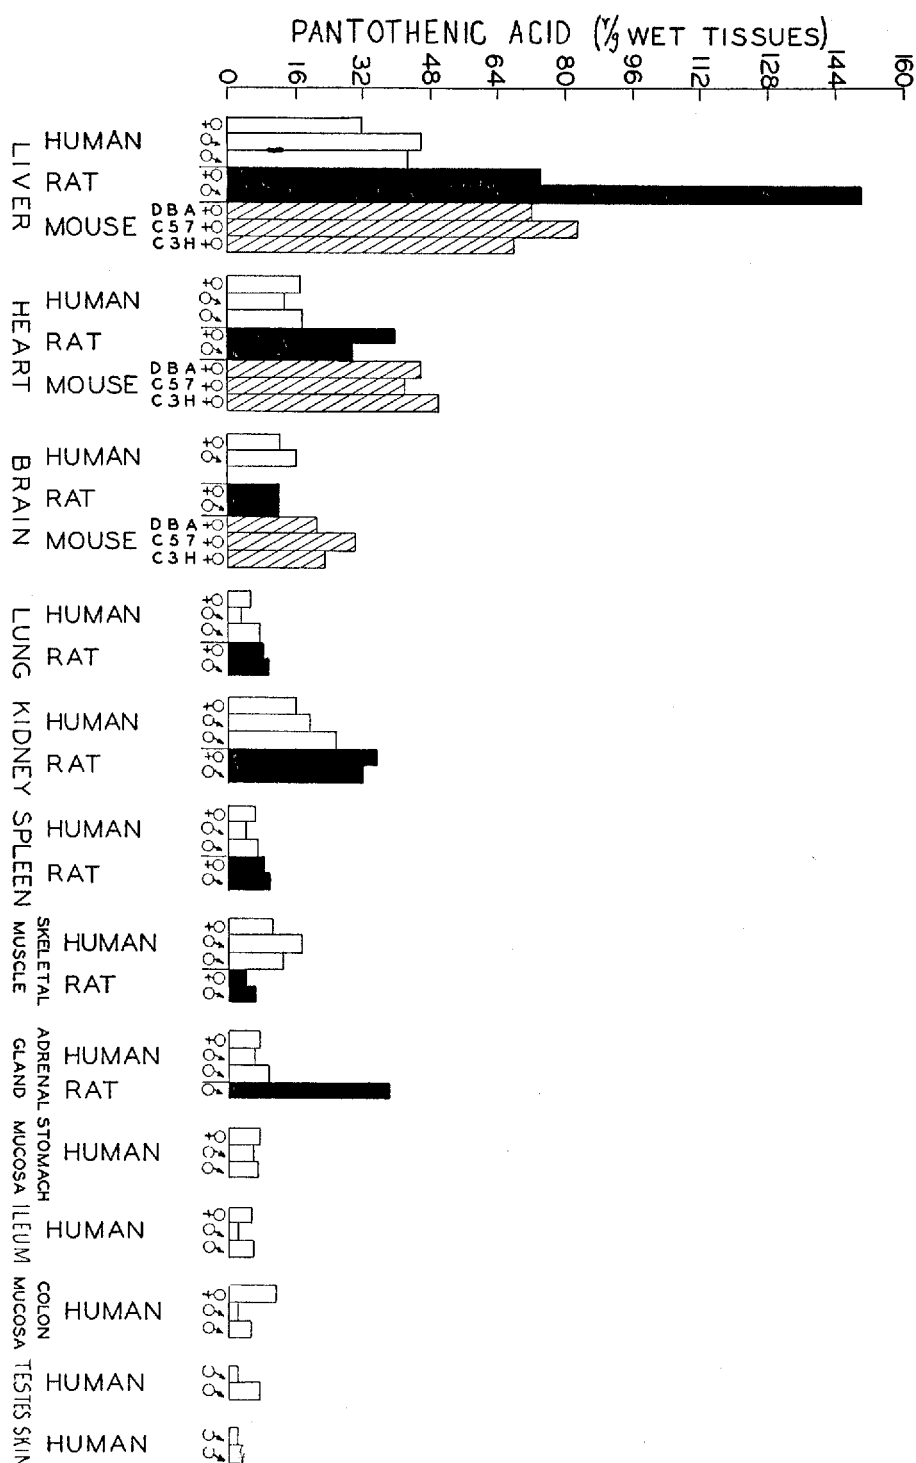 PANTOTHENIC ACID (γ/g WET TISSUES)
0 16 32 48 64 80 96 112 128 144 160
LIVER
HUMAN ♀ ♂ ♂
RAT ♀ ♂
MOUSE
DBA ♀
C57 ♀
C3H ♀
HEART
HUMAN ♀ ♂ ♂
RAT ♀ ♂
MOUSE
DBA ♀
C57 ♀
C3H ♀
BRAIN
HUMAN ♀ ♂
RAT ♀ ♂
MOUSE
DBA ♀
C57 ♀
C3H ♀
LUNG
HUMAN ♀ ♂ ♂
RAT ♀ ♂
KIDNEY
HUMAN ♀ ♂ ♂
RAT ♀ ♂
SPLEEN
HUMAN ♀ ♂ ♂
RAT ♀ ♂
SKELETAL
MUSCLE
HUMAN ♀ ♂ ♂
RAT ♀ ♂
ADRENAL
GLAND
HUMAN ♀ ♂ ♂
RAT ♂
STOMACH
MUCOSA
HUMAN ♀ ♂ ♂
ILEUM
HUMAN ♀ ♂ ♂
COLON
MUCOSA
HUMAN ♀ ♂ ♂
TESTES
HUMAN ♂ ♂
SKIN
HUMAN ♂ ♂